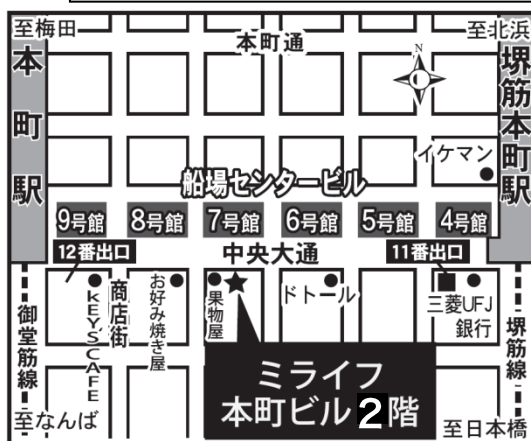 至梅田
本町通
至北浜
本町駅
N
堺筋本町駅
イケマン
船場センタービル
9号館
8号館
7号館
6号館
5号館
4号館
12番出口
中央大通
11番出口
御堂筋線
KEY'S CAFE
商店街
お好み焼き屋
果物屋
ドトール
三菱UFJ
銀行
堺筋線
ミライフ
本町ビル2階
至なんば
至日本橋